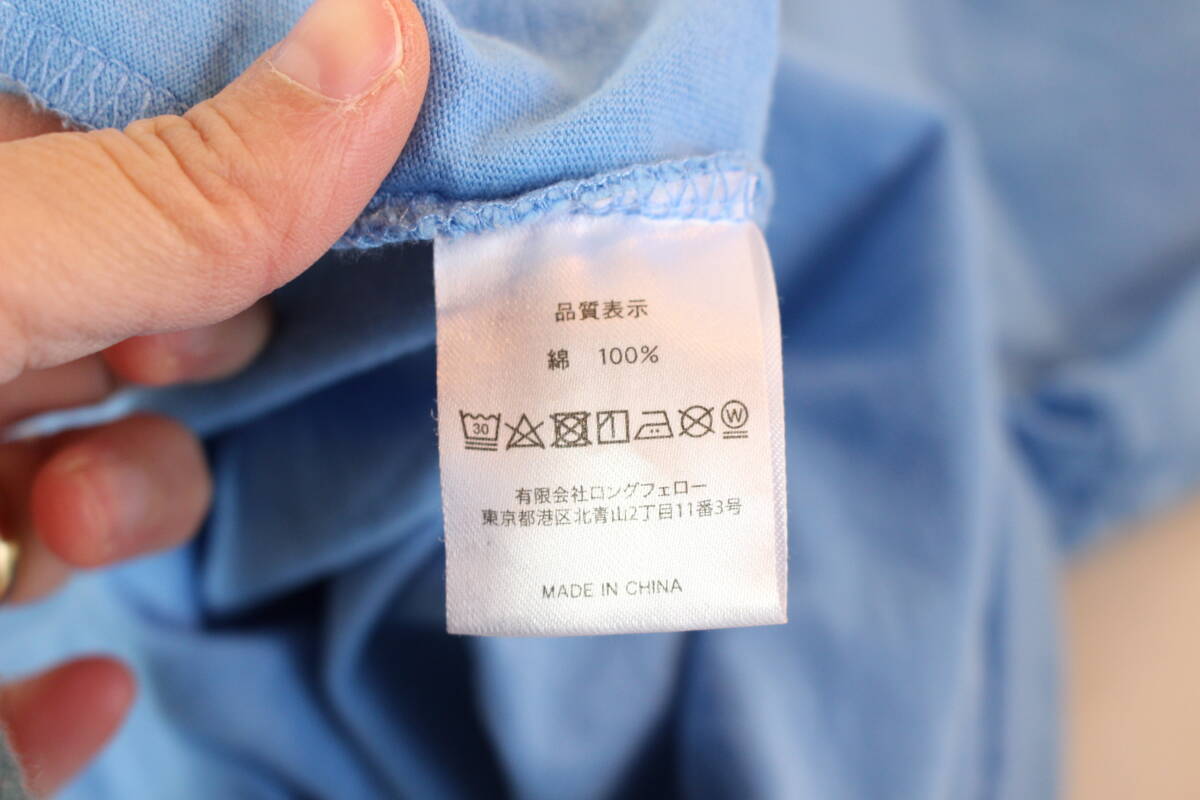 品質表示
綿 100%
30 W
有限会社ロングフェロー
東京都港区北青山2丁目11番3号
MADE IN CHINA